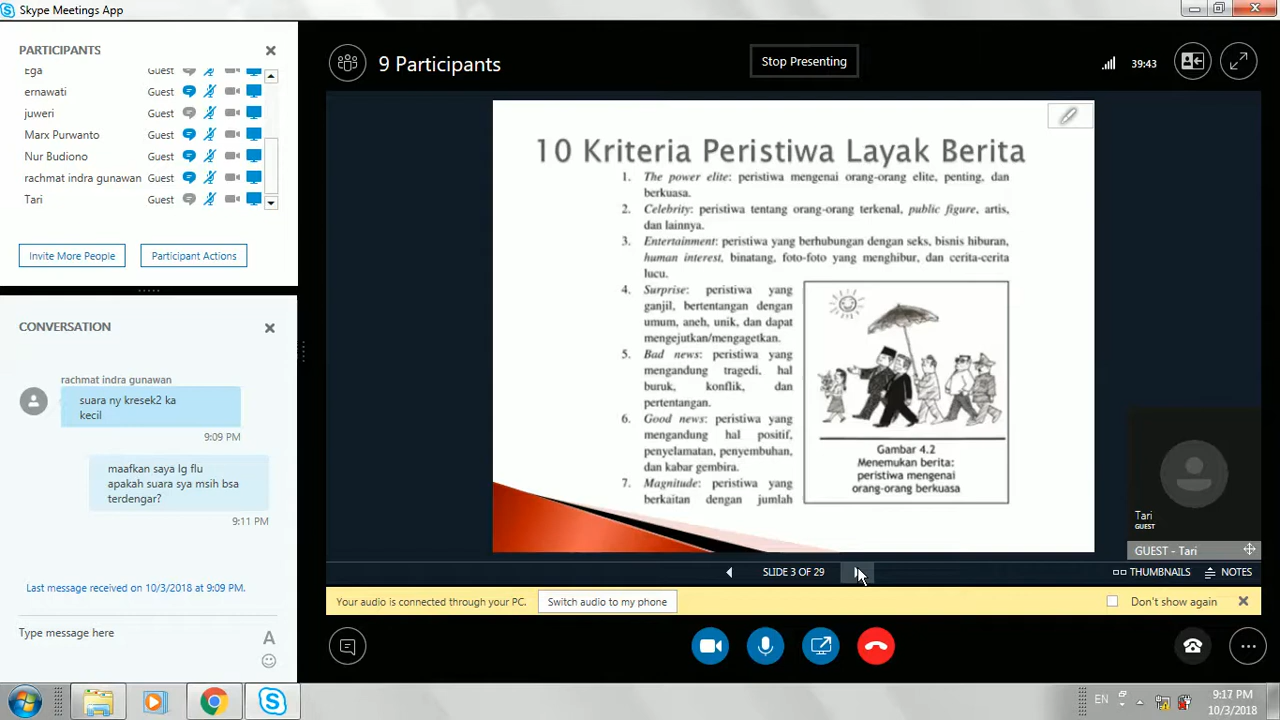 Skype Meetings App
PARTICIPANTS
Ega Guest
ernawati Guest
juweri Guest
Marx Purwanto Guest
Nur Budiono Guest
rachmat indra gunawan Guest
Tari Guest
Invite More People
Participant Actions
CONVERSATION
rachmat indra gunawan
suara ny kresek2 ka
kecil
9:09 PM
maafkan saya lg flu
apakah suara sya msih bsa
terdengar?
9:11 PM
Last message received on 10/3/2018 at 9:09 PM.
Type message here
A
9 Participants
Stop Presenting
39:43
10 Kriteria Peristiwa Layak Berita
1. The power elite: peristiwa mengenai orang-orang elite, penting, dan
berkuasa.
2. Celebrity: peristiwa tentang orang-orang terkenal, public figure, artis,
dan lainnya.
3. Entertainment: peristiwa yang berhubungan dengan seks, bisnis hiburan,
human interest, binatang, foto-foto yang menghibur, dan cerita-cerita
lucu.
4. Surprise: peristiwa yang
ganjil, bertentangan dengan
umum, aneh, unik, dan dapat
mengejutkan/mengagetkan.
5. Bad news: peristiwa yang
mengandung tragedi, hal
buruk, konflik, dan
pertentangan.
6. Good news: peristiwa yang
mengandung hal positif,
penyelamatan, penyembuhan,
dan kabar gembira.
7. Magnitude: peristiwa yang
berkaitan dengan jumlah
Gambar 4.2
Menemukan berita:
peristiwa mengenai
orang-orang berkuasa
Tari
GUEST
GUEST - Tari
SLIDE 3 OF 29
THUMBNAILS
NOTES
Your audio is connected through your PC.
Switch audio to my phone
Don't show again
EN
9:17 PM
10/3/2018